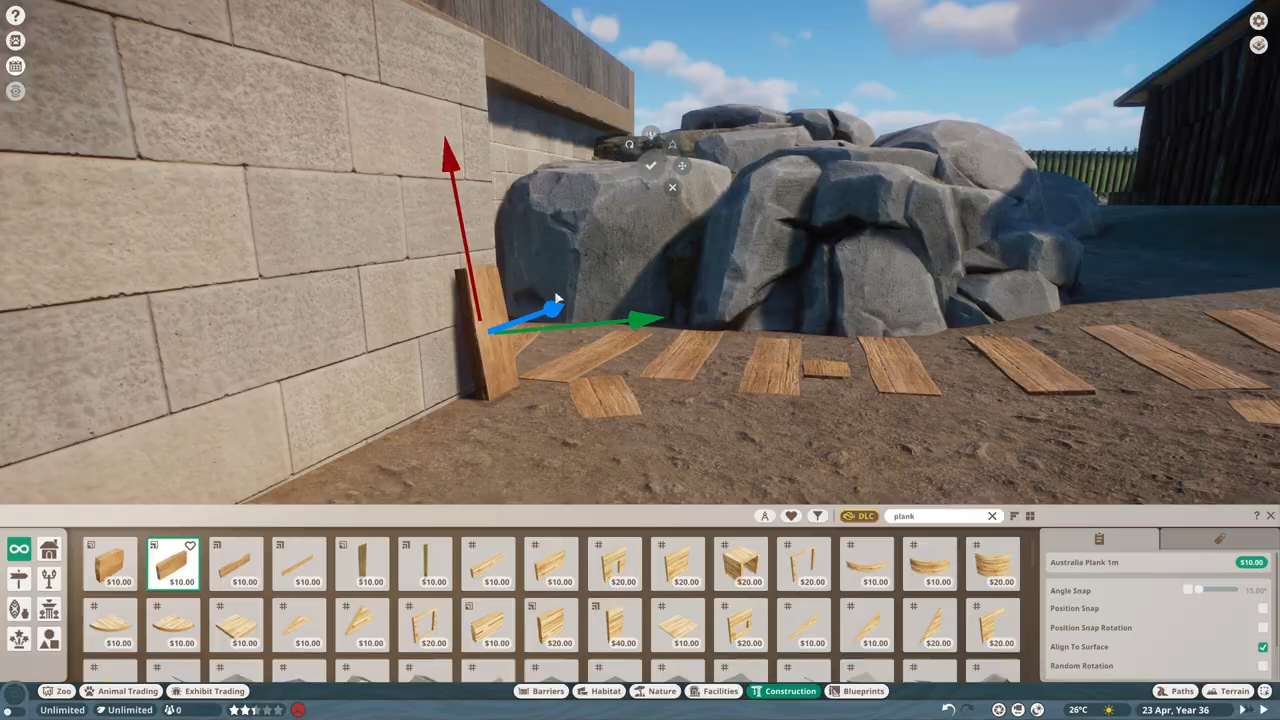 DLC plank
$10.00 $10.00 $10.00 $10.00 $10.00 $10.00 $10.00 $10.00 $20.00 $20.00 $20.00 $20.00 $10.00 $10.00 $20.00
$10.00 $10.00 $10.00 $10.00 $10.00 $20.00 $10.00 $20.00 $40.00 $10.00 $20.00 $10.00 $10.00 $20.00 $20.00
Australia Plank 1m $10.00
Angle Snap 15.00°
Position Snap
Position Snap Rotation
Align To Surface
Random Rotation
Zoo Animal Trading Exhibit Trading Barriers Habitat Nature Facilities Construction Blueprints Paths Terrain
Unlimited Unlimited 0 26°C 23 Apr, Year 36